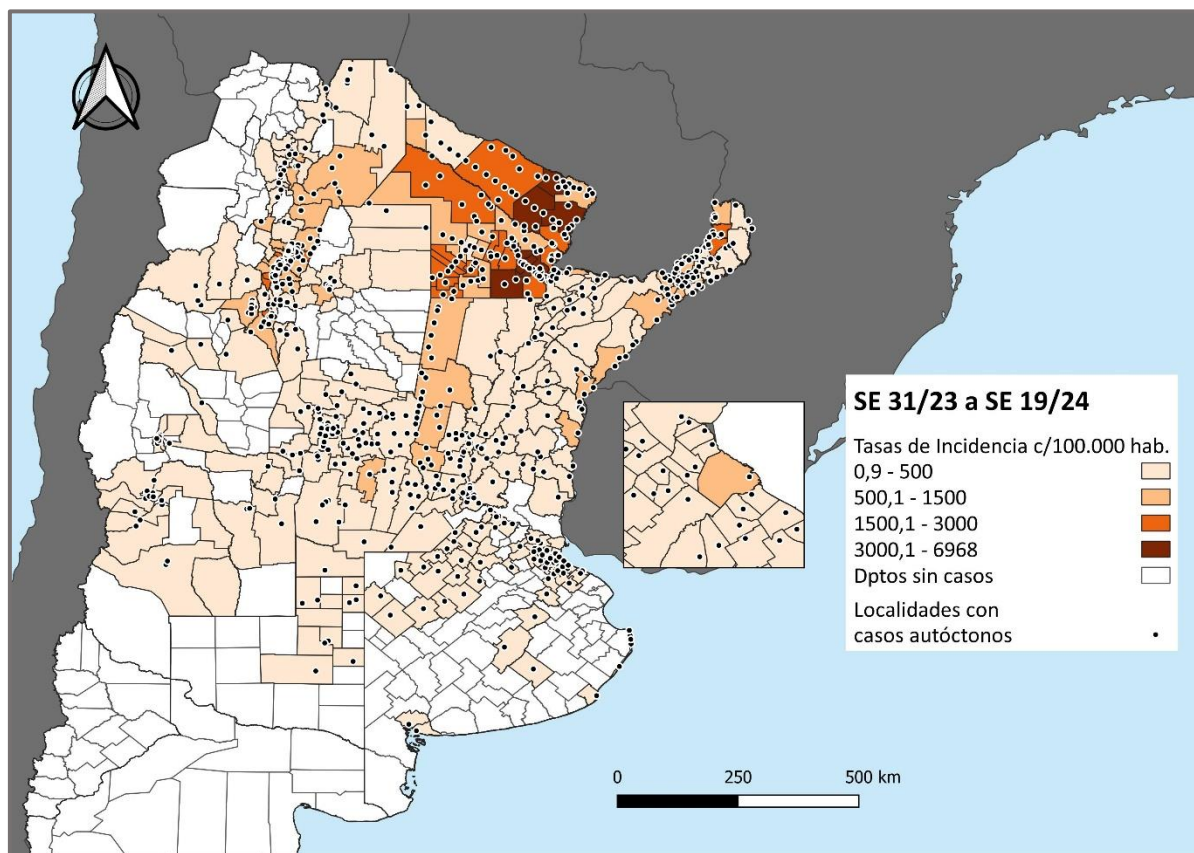 SE 31/23 a SE 19/24
Tasas de Incidencia c/100.000 hab.
0,9 - 500
500,1 - 1500
1500,1 - 3000
3000,1 - 6968
Dptos sin casos
Localidades con
casos autóctonos
0 250 500 km